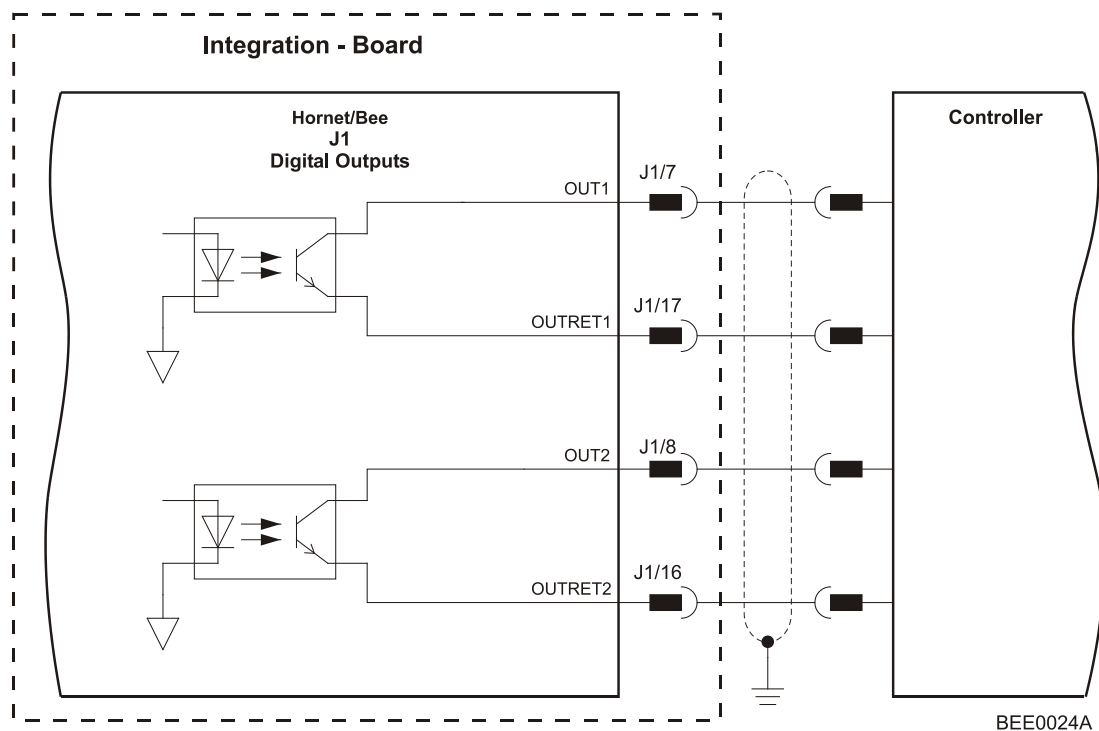 Integration - Board
Hornet/Bee
J1
Digital Outputs
Controller
OUT1
J1/7
OUTRET1
J1/17
OUT2
J1/8
OUTRET2
J1/16
BEE0024A